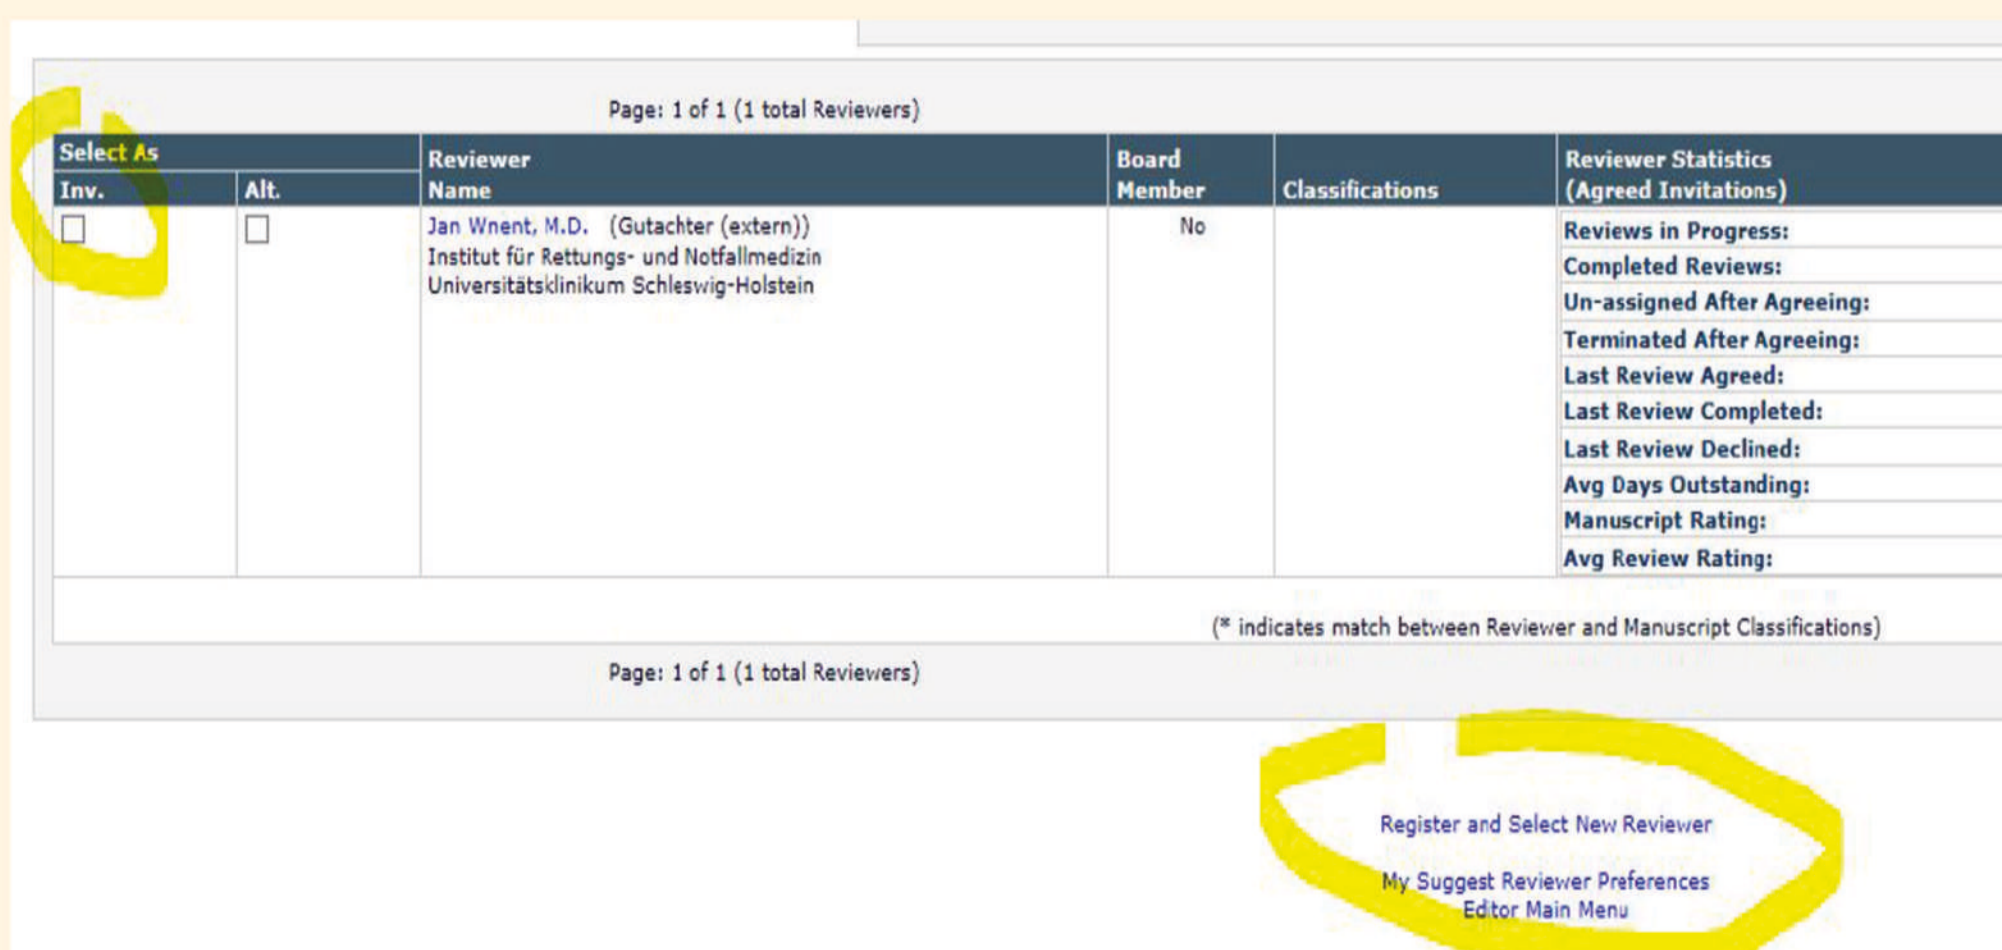 Page: 1 of 1 (1 total Reviewers)
Select As
Inv.
Alt.
Reviewer
Name
Board
Member
Classifications
Reviewer Statistics
(Agreed Invitations)
Jan Wnent, M.D. (Gutachter (extern))
Institut für Rettungs- und Notfallmedizin
Universitätsklinikum Schleswig-Holstein
No
Reviews in Progress:
Completed Reviews:
Un-assigned After Agreeing:
Terminated After Agreeing:
Last Review Agreed:
Last Review Completed:
Last Review Declined:
Avg Days Outstanding:
Manuscript Rating:
Avg Review Rating:
(* indicates match between Reviewer and Manuscript Classifications)
Page: 1 of 1 (1 total Reviewers)
Register and Select New Reviewer
My Suggest Reviewer Preferences
Editor Main Menu